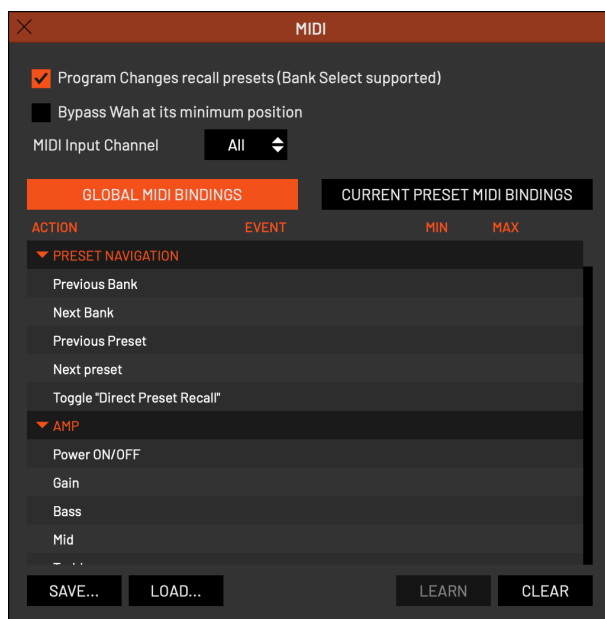 MIDI
Program Changes recall presets (Bank Select supported)
Bypass Wah at its minimum position
MIDI Input Channel All
GLOBAL MIDI BINDINGS CURRENT PRESET MIDI BINDINGS
ACTION EVENT MIN MAX
PRESET NAVIGATION
Previous Bank
Next Bank
Previous Preset
Next preset
Toggle "Direct Preset Recall"
AMP
Power ON/OFF
Gain
Bass
Mid
SAVE... LOAD... LEARN CLEAR